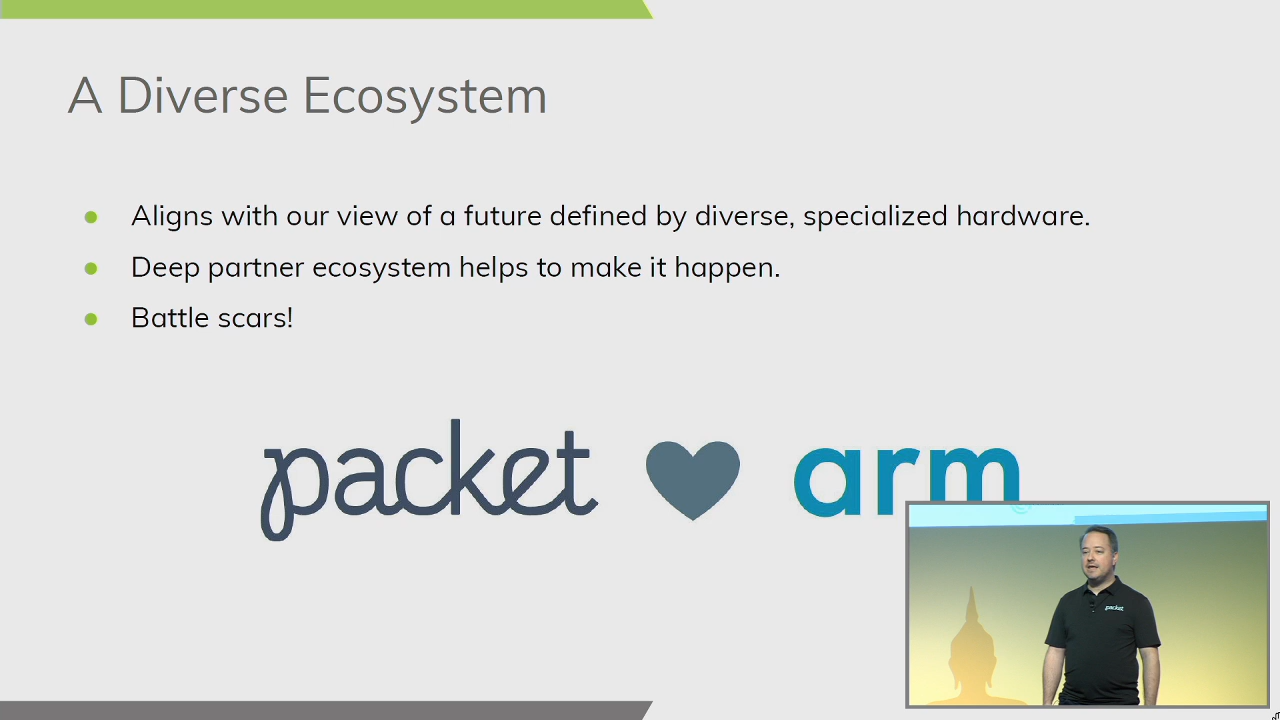 A Diverse Ecosystem
Aligns with our view of a future defined by diverse, specialized hardware.
Deep partner ecosystem helps to make it happen.
Battle scars!
packet
arm
packet